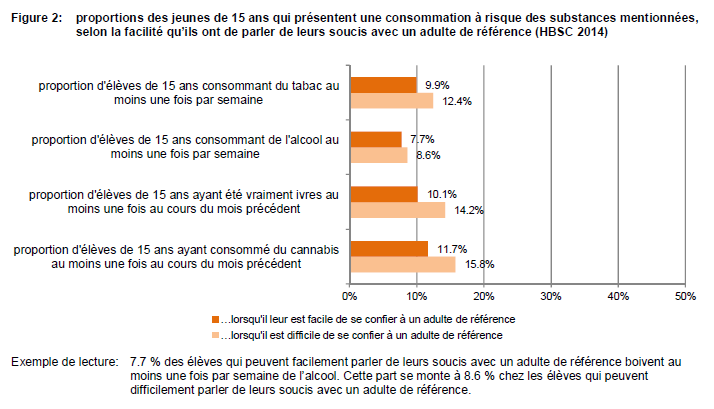 Figure 2: proportions des jeunes de 15 ans qui présentent une consommation à risque des substances mentionnées,
selon la facilité qu'ils ont de parler de leurs soucis avec un adulte de référence (HBSC 2014)
proportion d'élèves de 15 ans consommant du tabac au
moins une fois par semaine
9.9%
12.4%
proportion d'élèves de 15 ans consommant de l'alcool au
moins une fois par semaine
7.7%
8.6%
proportion d'élèves de 15 ans ayant été vraiment ivres au
moins une fois au cours du mois précédent
10.1%
14.2%
proportion d'élèves de 15 ans ayant consommé du cannabis
au moins une fois au cours du mois précédent
11.7%
15.8%
0% 10% 20% 30% 40% 50%
...lorsqu'il leur est facile de se confier à un adulte de référence
...lorsqu'il est difficile de se confier à un adulte de référence
Exemple de lecture: 7.7 % des élèves qui peuvent facilement parler de leurs soucis avec un adulte de référence boivent au
moins une fois par semaine de l'alcool. Cette part se monte à 8.6 % chez les élèves qui peuvent
difficilement parler de leurs soucis avec un adulte de référence.